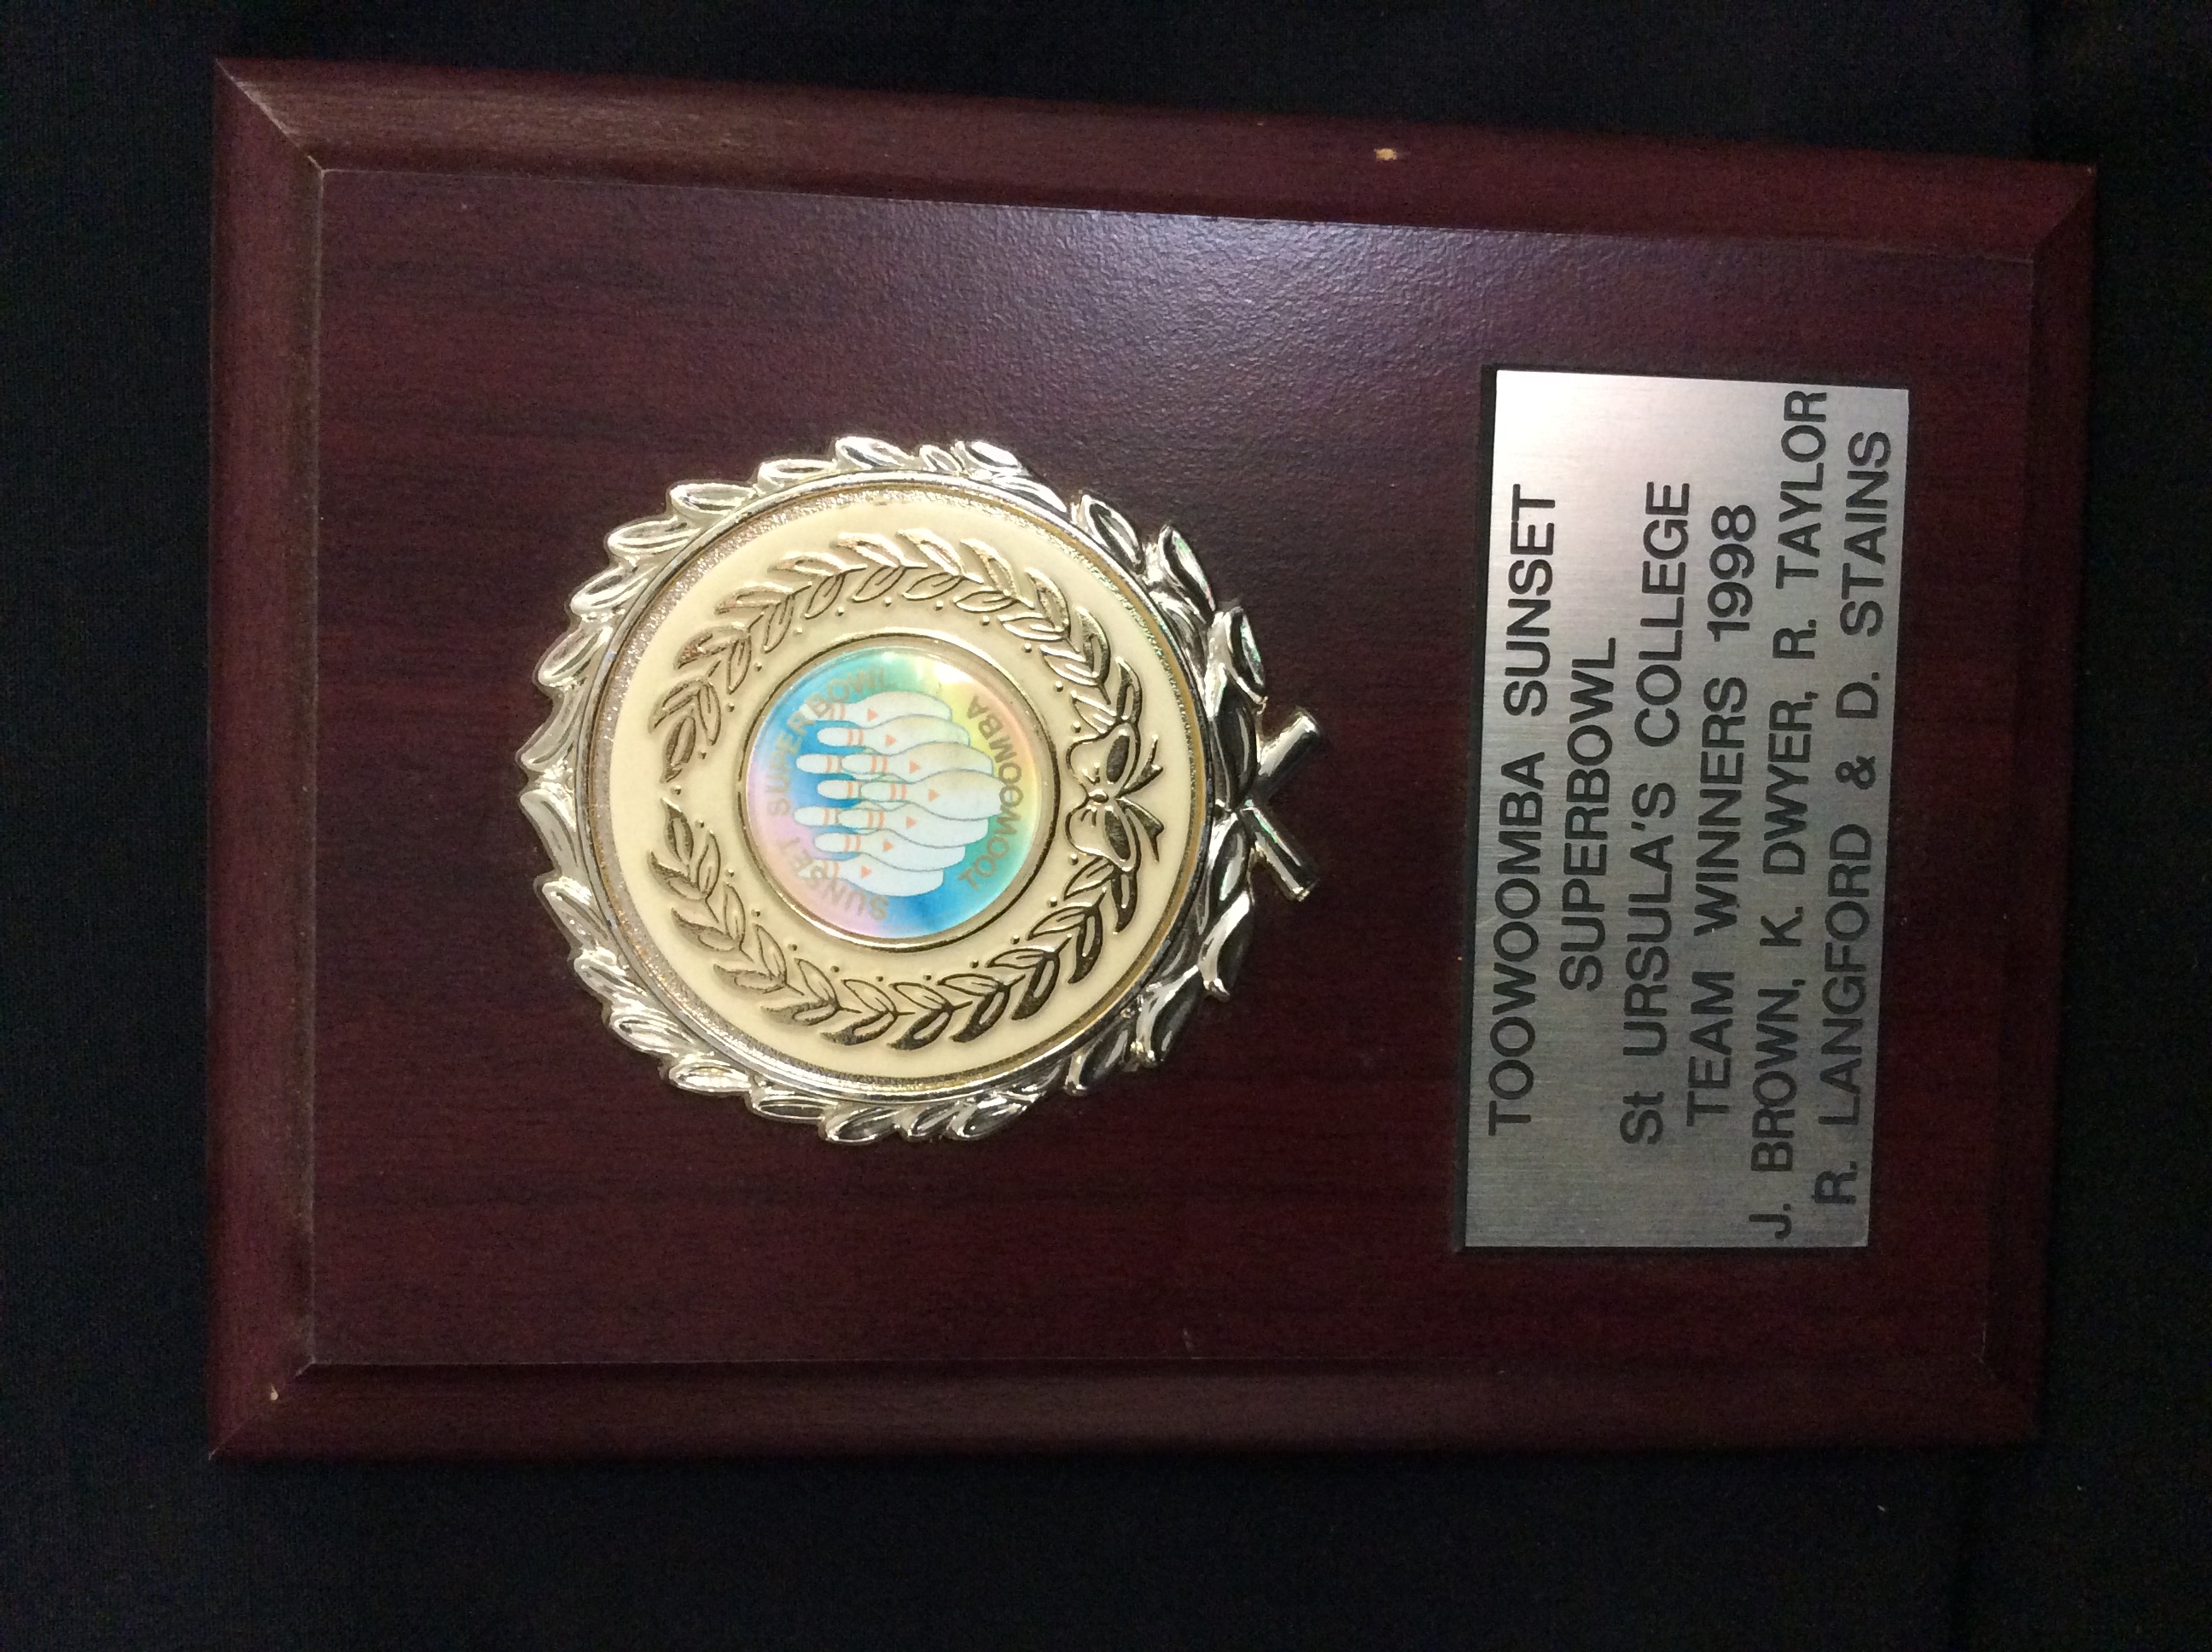 SUNSET SUPERBOWL
TOOWOOMBA
TOOWOOMBA SUNSET
SUPERBOWL
St URSULA'S COLLEGE
TEAM WINNERS 1998
J. BROWN, K. DWYER, R. TAYLOR
R. LANGFORD & D. STAINS